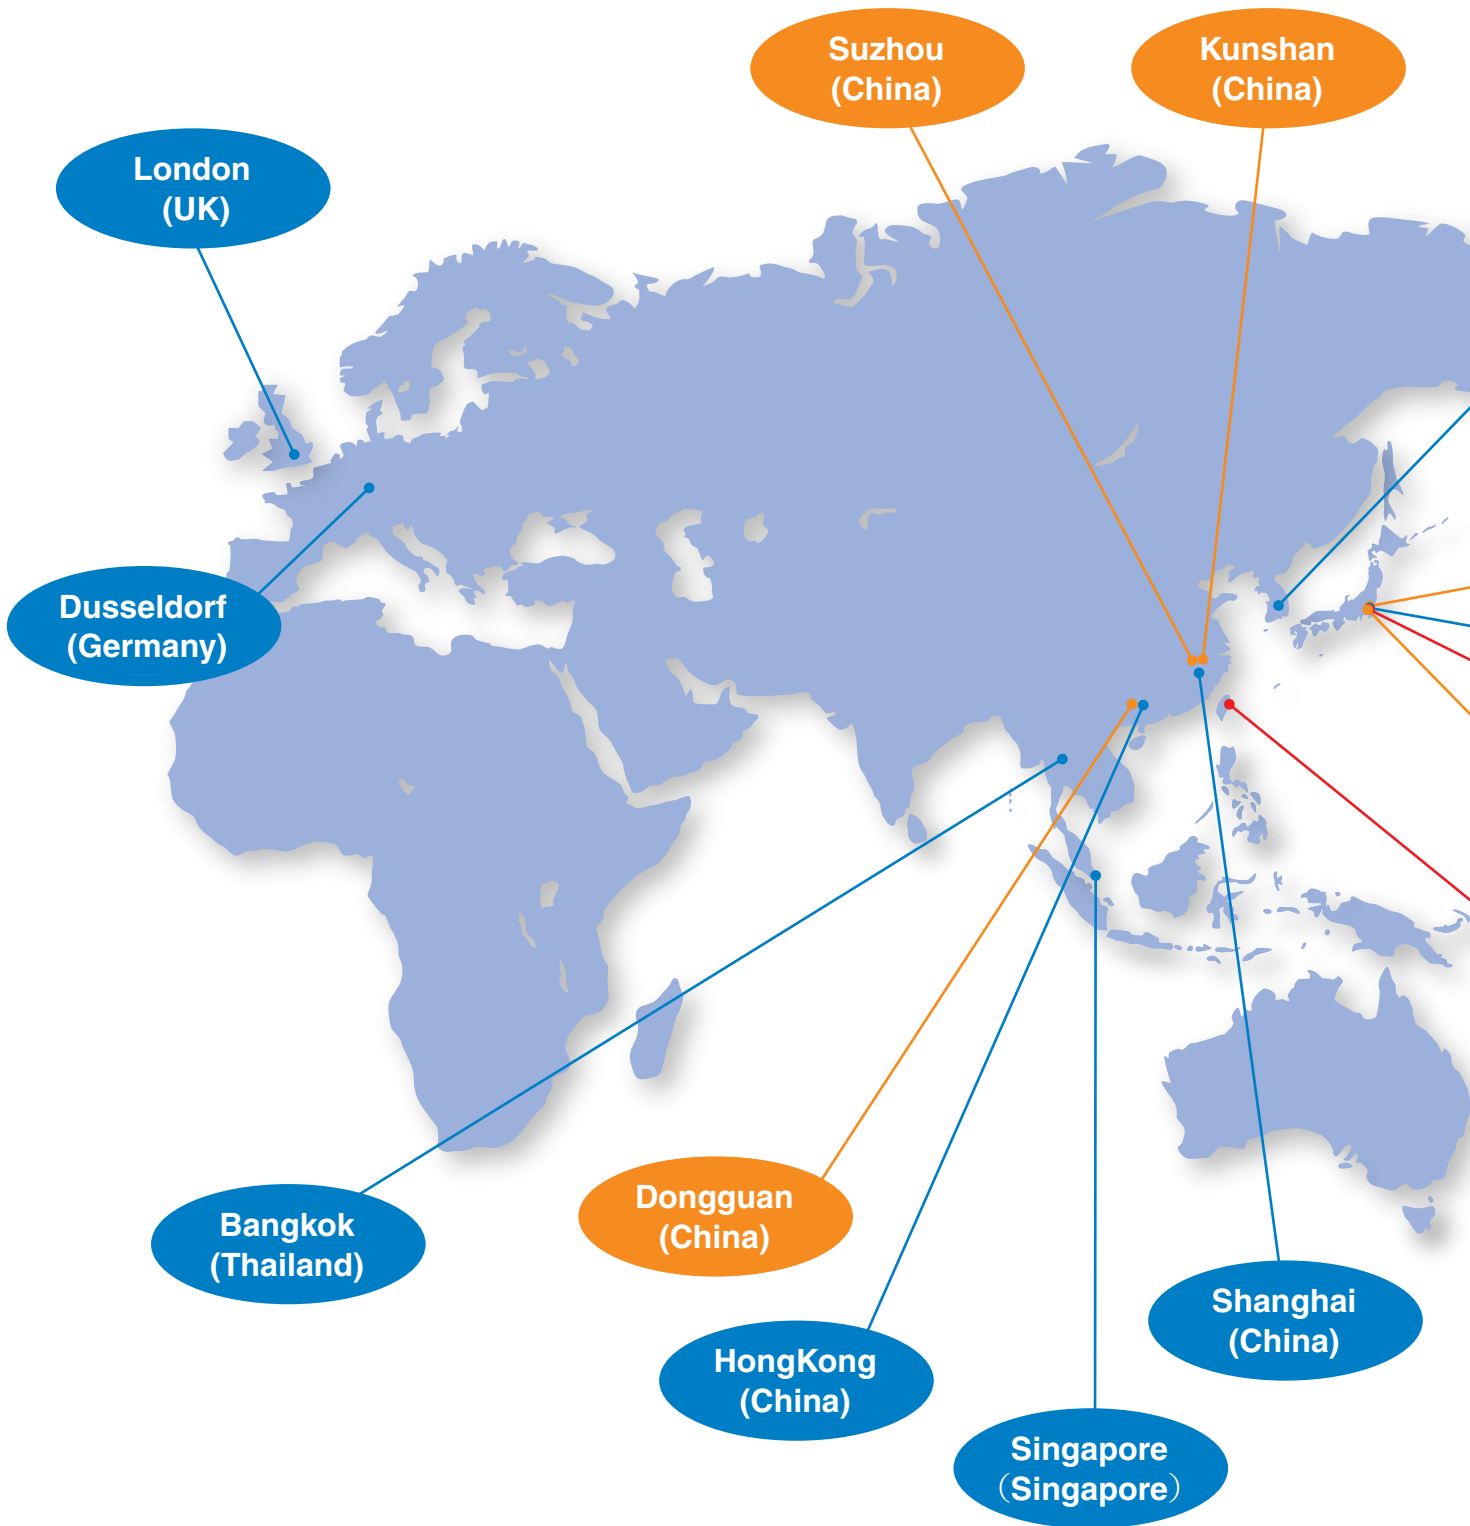 Suzhou
(China)
Kunshan
(China)
London
(UK)
Dusseldorf
(Germany)
Bangkok
(Thailand)
Dongguan
(China)
HongKong
(China)
Shanghai
(China)
Singapore
（Singapore）